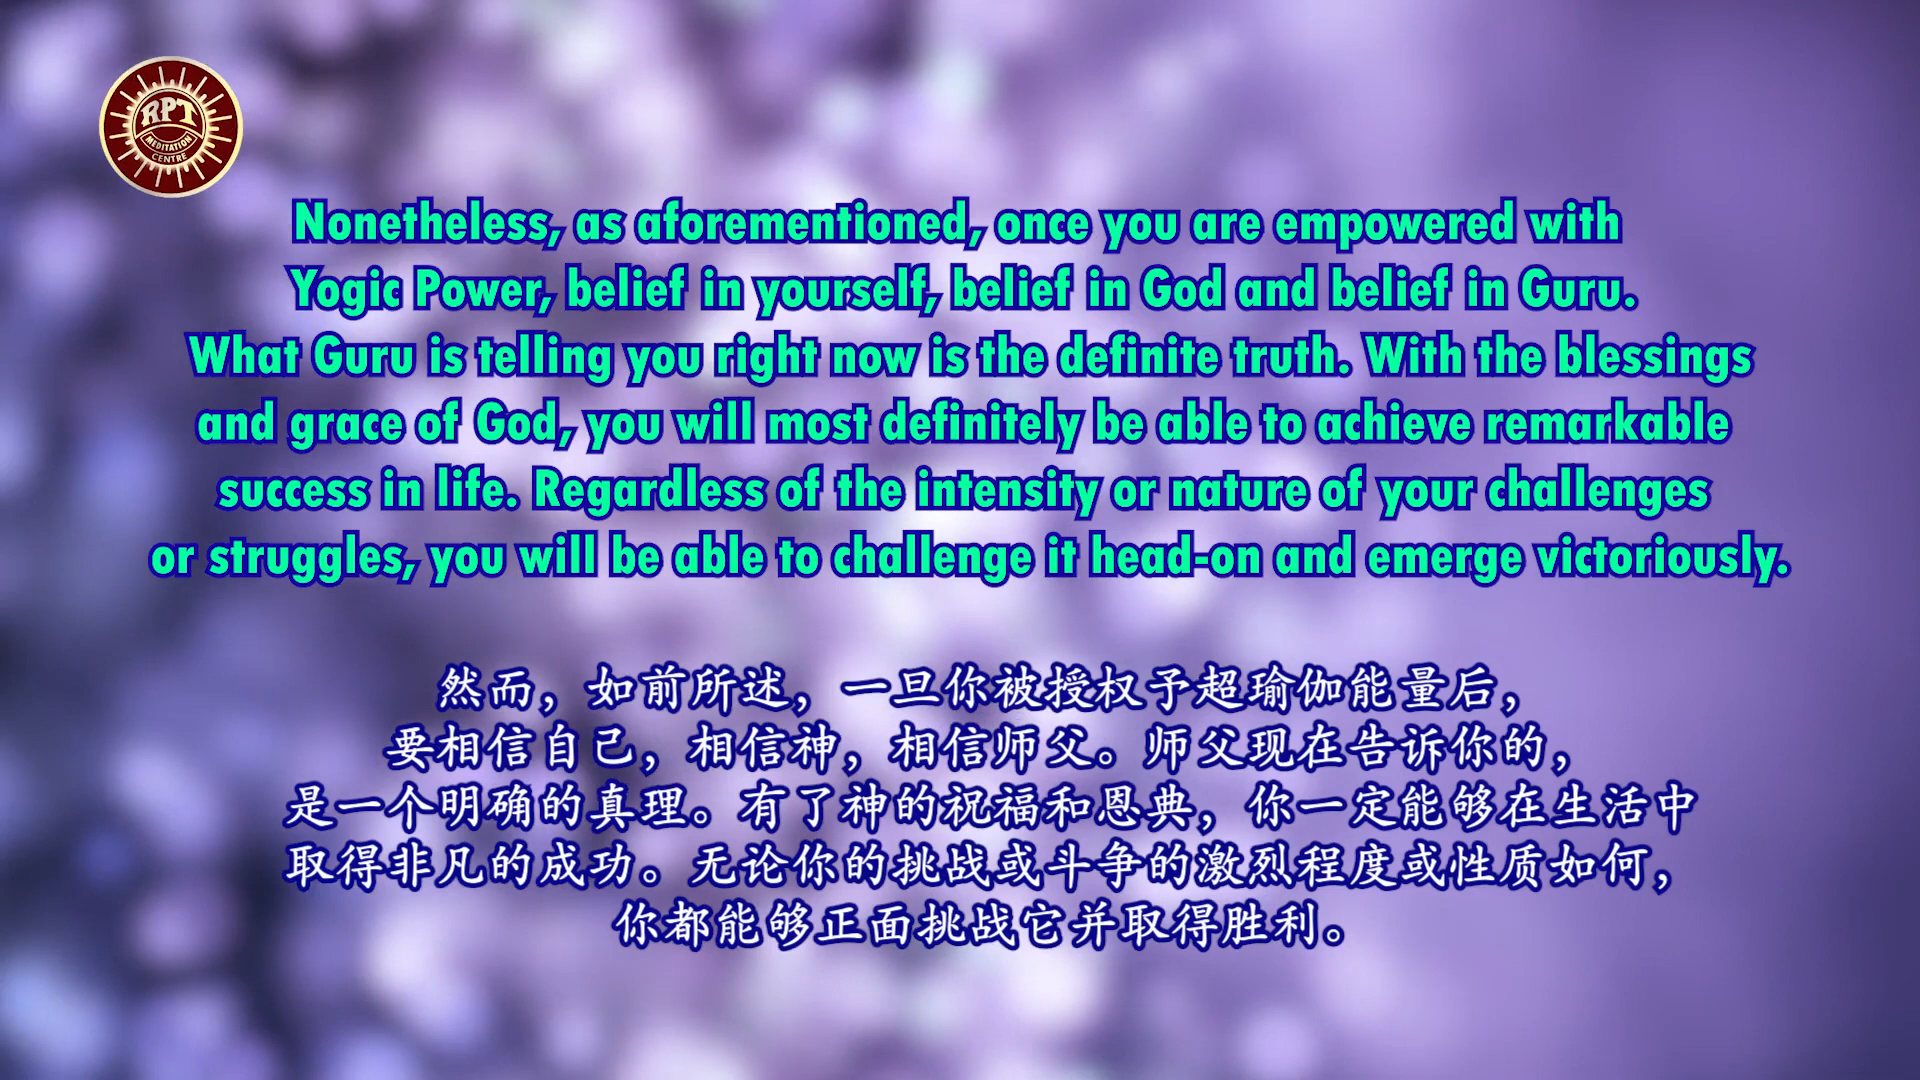 RPT
MEDITATION
CENTRE
Nonetheless, as aforementioned, once you are empowered with
Yogic Power, belief in yourself, belief in God and belief in Guru.
What Guru is telling you right now is the definite truth. With the blessings
and grace of God, you will most definitely be able to achieve remarkable
success in life. Regardless of the intensity or nature of your challenges
or struggles, you will be able to challenge it head-on and emerge victoriously.
然而，如前所述，一旦你被授权予超瑜伽能量后，
要相信自己，相信神，相信师父。师父现在告诉你的，
是一个明确的真理。有了神的祝福和恩典，你一定能够在生活中
取得非凡的成功。无论你的挑战或斗争的激烈程度或性质如何，
你都能够正面挑战它并取得胜利。